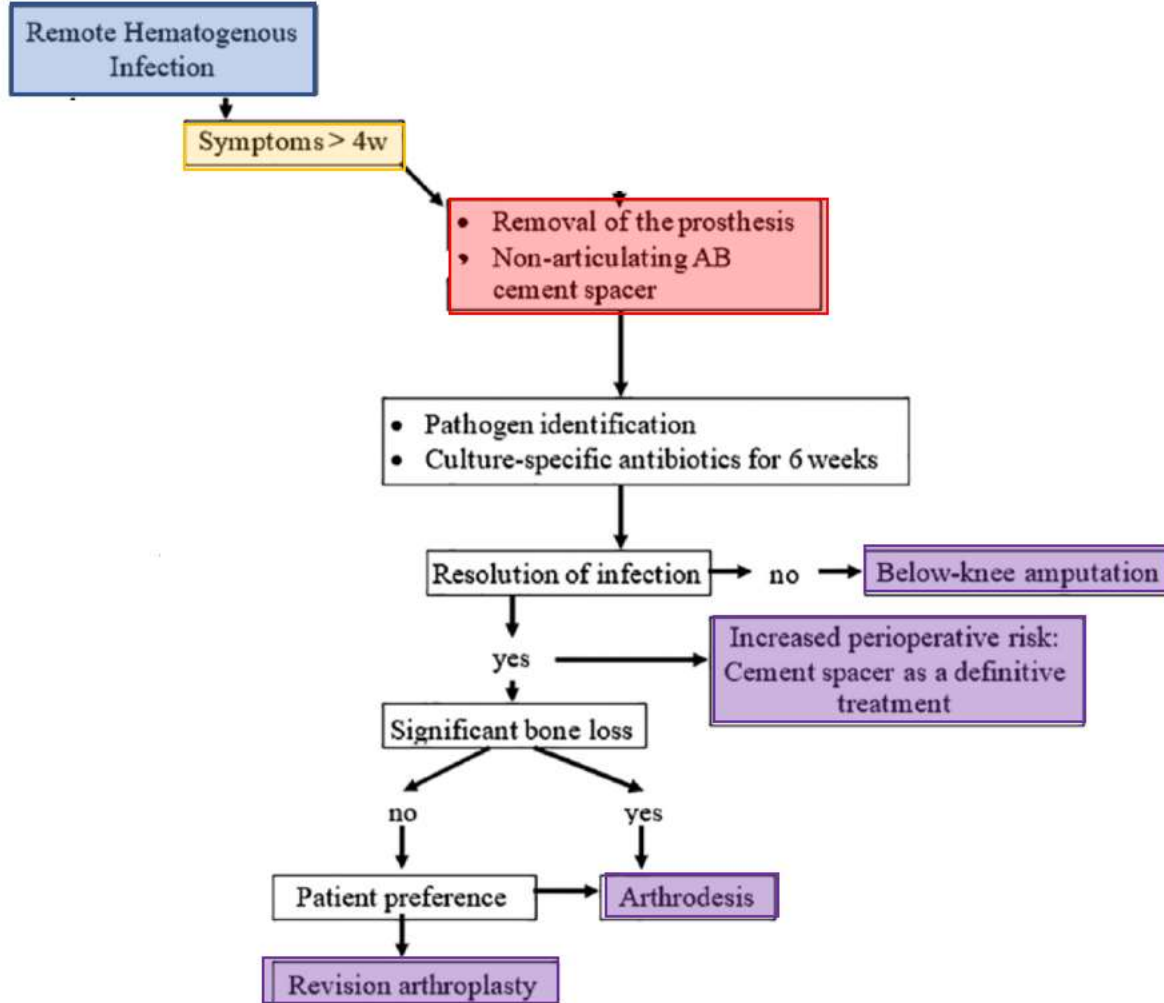 Remote Hematogenous
Infection
Symptoms > 4w
• Removal of the prosthesis
• Non-articulating AB
cement spacer
• Pathogen identification
• Culture-specific antibiotics for 6 weeks
Resolution of infection
no
Below-knee amputation
yes
Increased perioperative risk:
Cement spacer as a definitive
treatment
Significant bone loss
no
yes
Patient preference
Arthrodesis
Revision arthroplasty